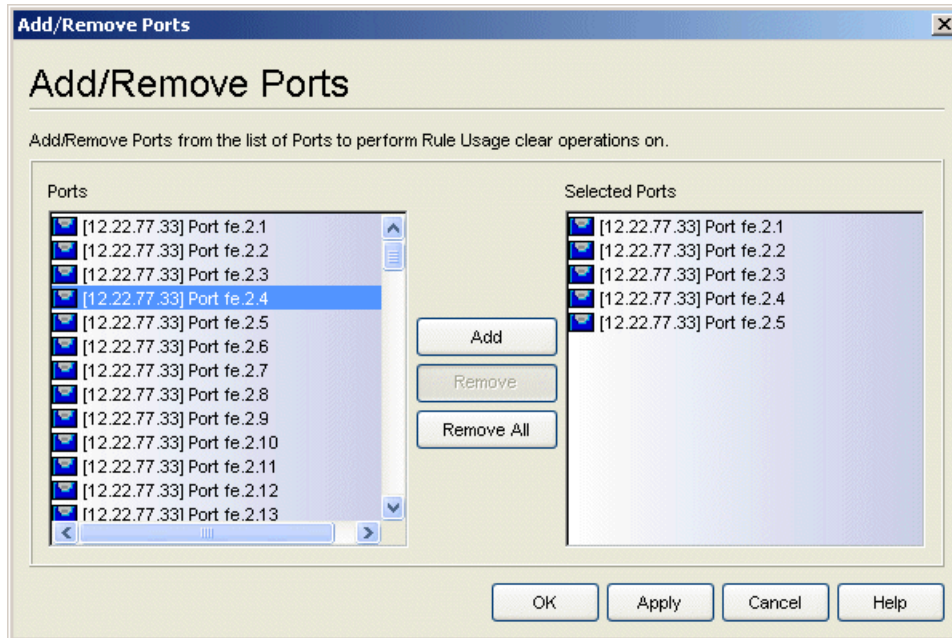 Add/Remove Ports
Add/Remove Ports
Add/Remove Ports from the list of Ports to perform Rule Usage clear operations on.
Ports
[12.22.77.33] Port fe.2.1
[12.22.77.33] Port fe.2.2
[12.22.77.33] Port fe.2.3
[12.22.77.33] Port fe.2.4
[12.22.77.33] Port fe.2.5
[12.22.77.33] Port fe.2.6
[12.22.77.33] Port fe.2.7
[12.22.77.33] Port fe.2.8
[12.22.77.33] Port fe.2.9
[12.22.77.33] Port fe.2.10
[12.22.77.33] Port fe.2.11
[12.22.77.33] Port fe.2.12
[12.22.77.33] Port fe.2.13
Add
Remove
Remove All
Selected Ports
[12.22.77.33] Port fe.2.1
[12.22.77.33] Port fe.2.2
[12.22.77.33] Port fe.2.3
[12.22.77.33] Port fe.2.4
[12.22.77.33] Port fe.2.5
OK
Apply
Cancel
Help